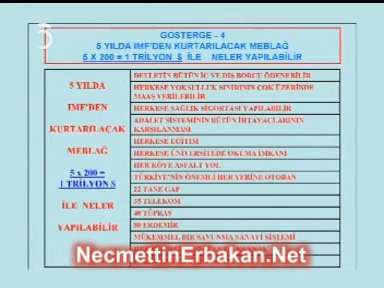 5
GÖSTERGE - 4
5 YILDA IMF'DEN KURTARILACAK MEBLAĞ
5 X 200 = 1 TRİLYON $ İLE NELER YAPILABİLİR
5 YILDA
IMF'DEN
KURTARILAÇAK
MEBLAĞ
5 x 200 =
1 TRİLYON $
İLE NELER
YAPILABİLİR
DEVLETİN BÜTÜN İÇ VE DIŞ BORCU ÖDENEBİLİR
HERKESE YOKSULLUK SINIRININ ÇOK ÜZERİNDE
MAAŞ VERİLEBİLİR
HERKESE SAĞLIK SİGORTASI YAPILABİLİR
ADALET SİSTEMİNİN BÜTÜN İHTAYAÇLARININ
KARŞILANMASI
HERKESE EĞİTİM
HERKESE ÜNİVERSİTEDE OKUMA İMKANI
HER KÖYE ASFALT YOL
TÜRKİYE'NİN ÖNEMLİ HER YERİNE OTOBAN
22 TANE GAP
35 TELEKOM
40 TÜPRAŞ
80 ERDEMİR
MÜKEMMEL BİR SAVUNMA SANAYİ SİSTEMİ
NecmettinErbakan.Net